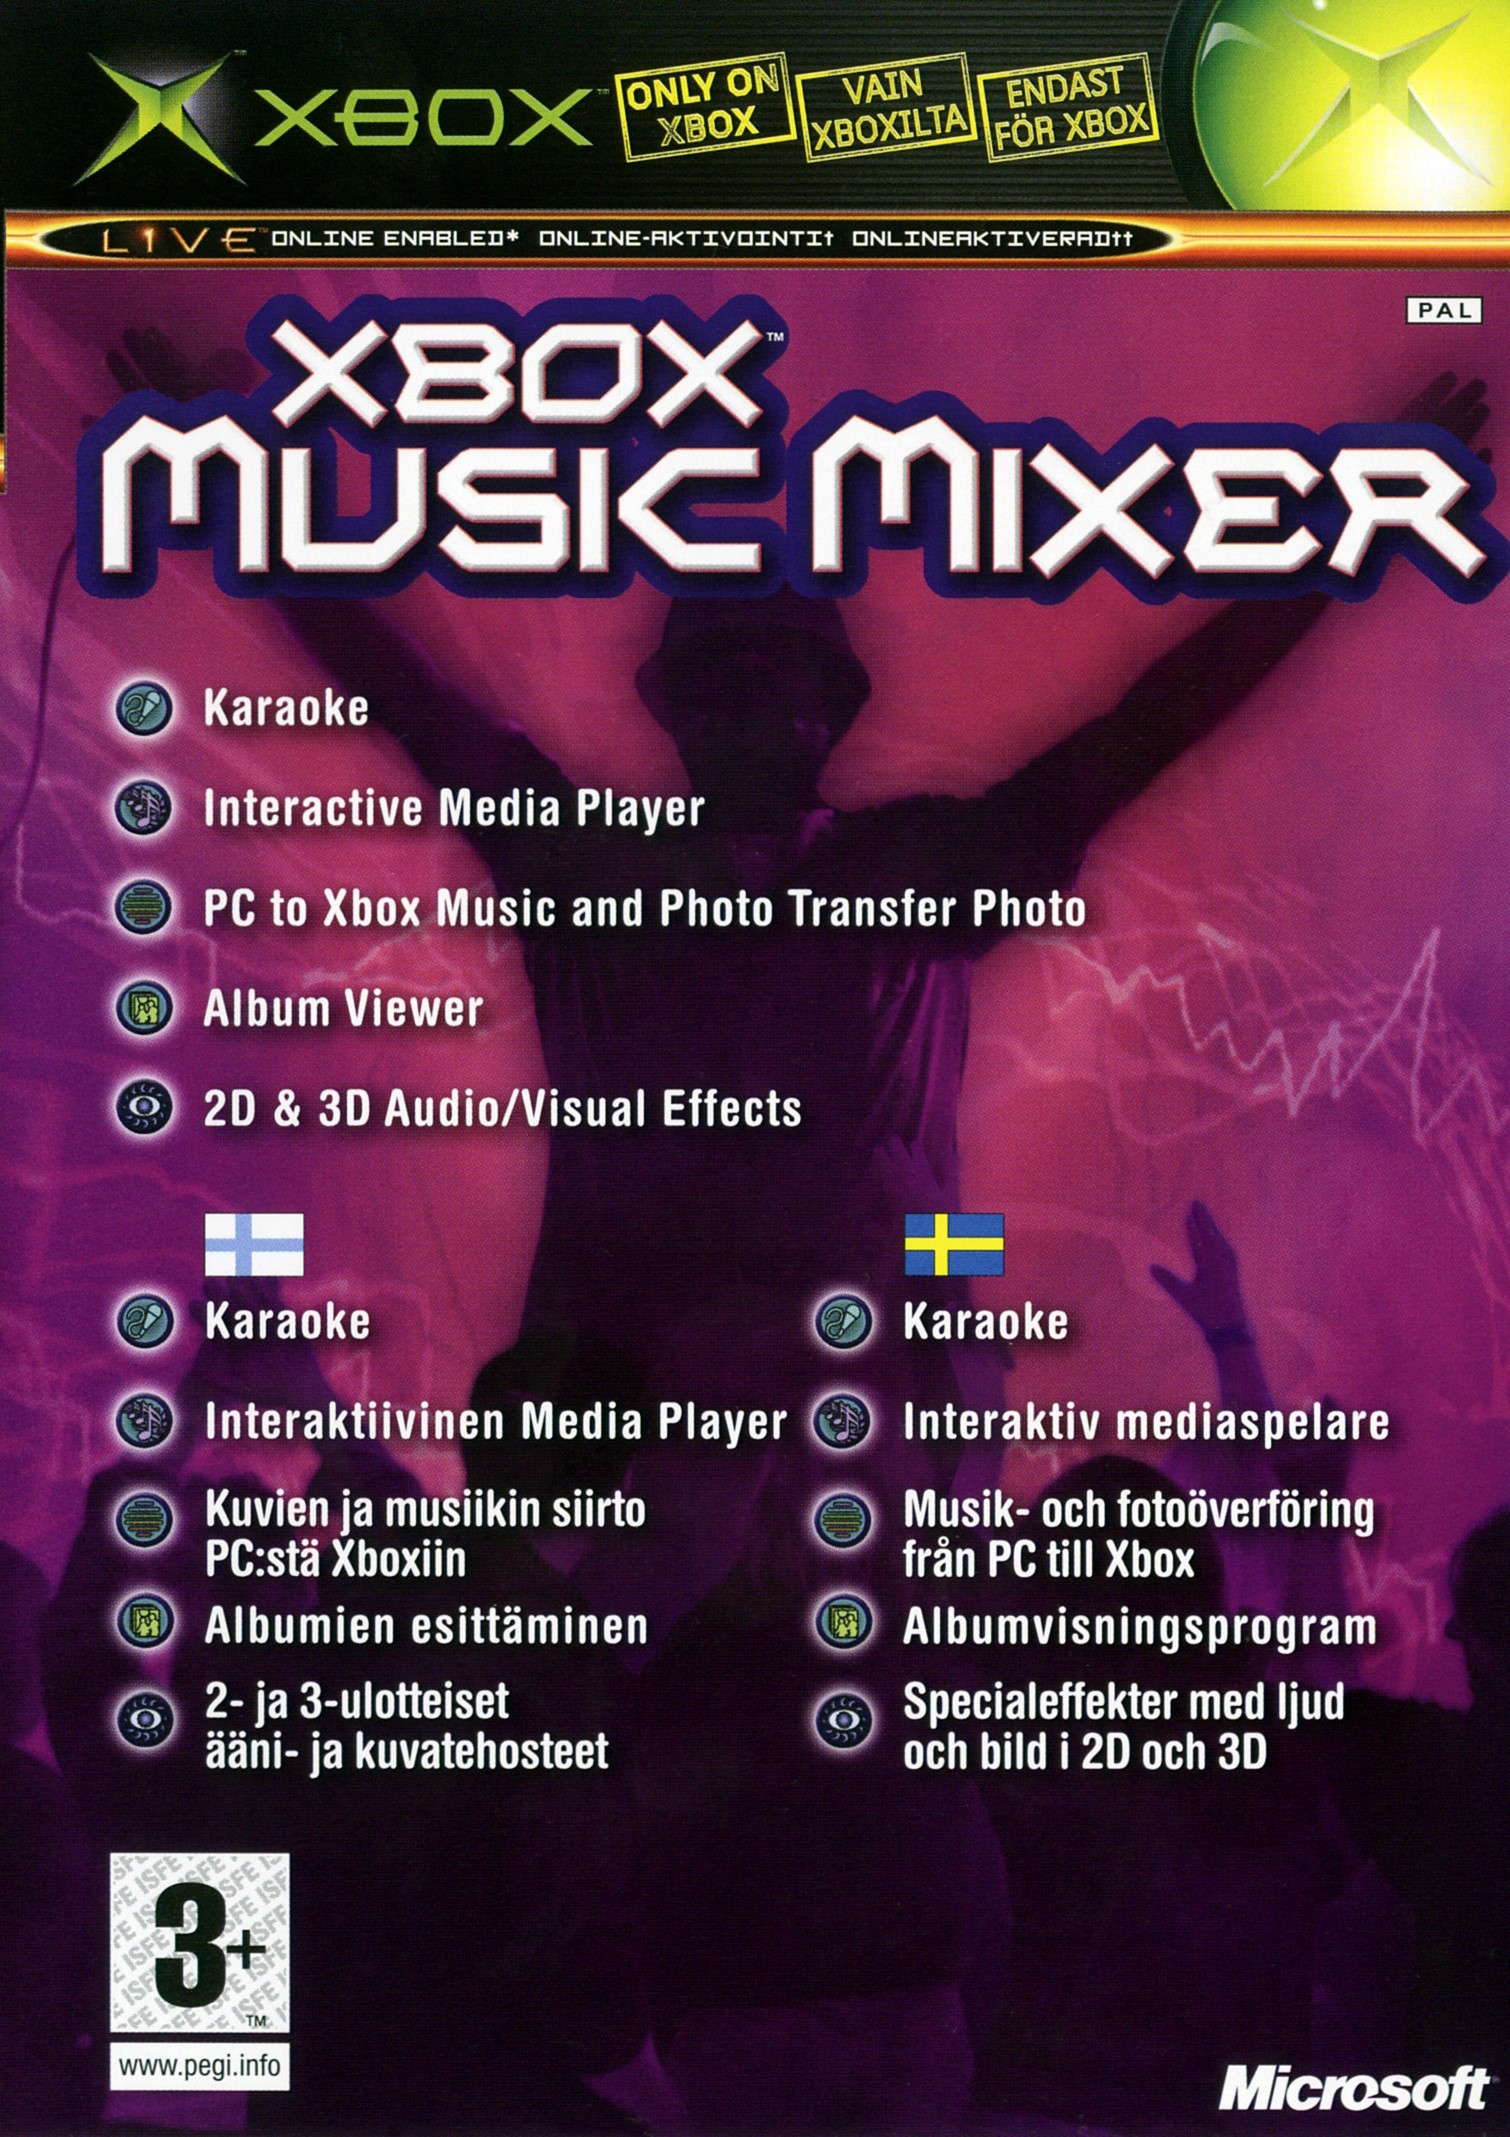 XBOX™
ONLY ON
XBOX
VAIN
XBOXILTA
ENDAST
FÖR XBOX
LIVE™ ONLINE ENABLED* ONLINE-AKTIVOINTI† ONLINEAKTIVERAD††
PAL
XBOX™
MUSIC MIXER
Karaoke
Interactive Media Player
PC to Xbox Music and Photo Transfer Photo
Album Viewer
2D & 3D Audio/Visual Effects
Karaoke
Interaktiivinen Media Player
Kuvien ja musiikin siirto
PC:stä Xboxiin
Albumien esittäminen
2- ja 3-ulotteiset
ääni- ja kuvatehosteet
Karaoke
Interaktiv mediaspelare
Musik- och fotoöverföring
från PC till Xbox
Albumvisningsprogram
Specialeffekter med ljud
och bild i 2D och 3D
3+
™
www.pegi.info
Microsoft